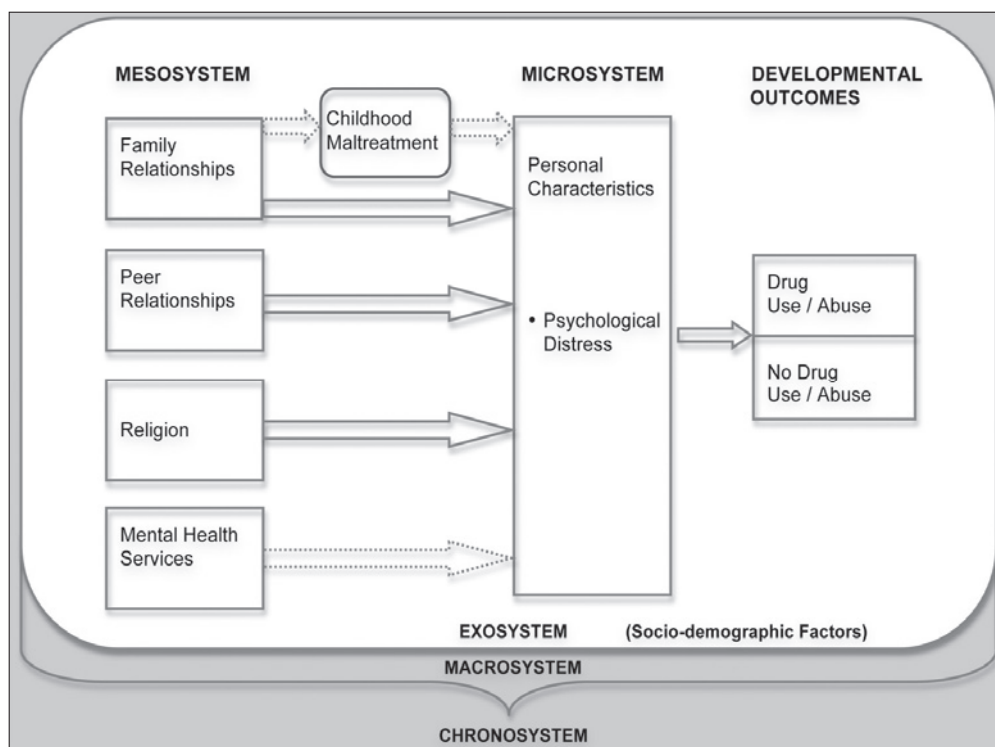 MESOSYSTEM
MICROSYSTEM
DEVELOPMENTAL
OUTCOMES
Family
Relationships
Childhood
Maltreatment
Personal
Characteristics
Peer
Relationships
• Psychological
Distress
Drug
Use / Abuse
No Drug
Use / Abuse
Religion
Mental Health
Services
EXOSYSTEM (Socio-demographic Factors)
MACROSYSTEM
CHRONOSYSTEM